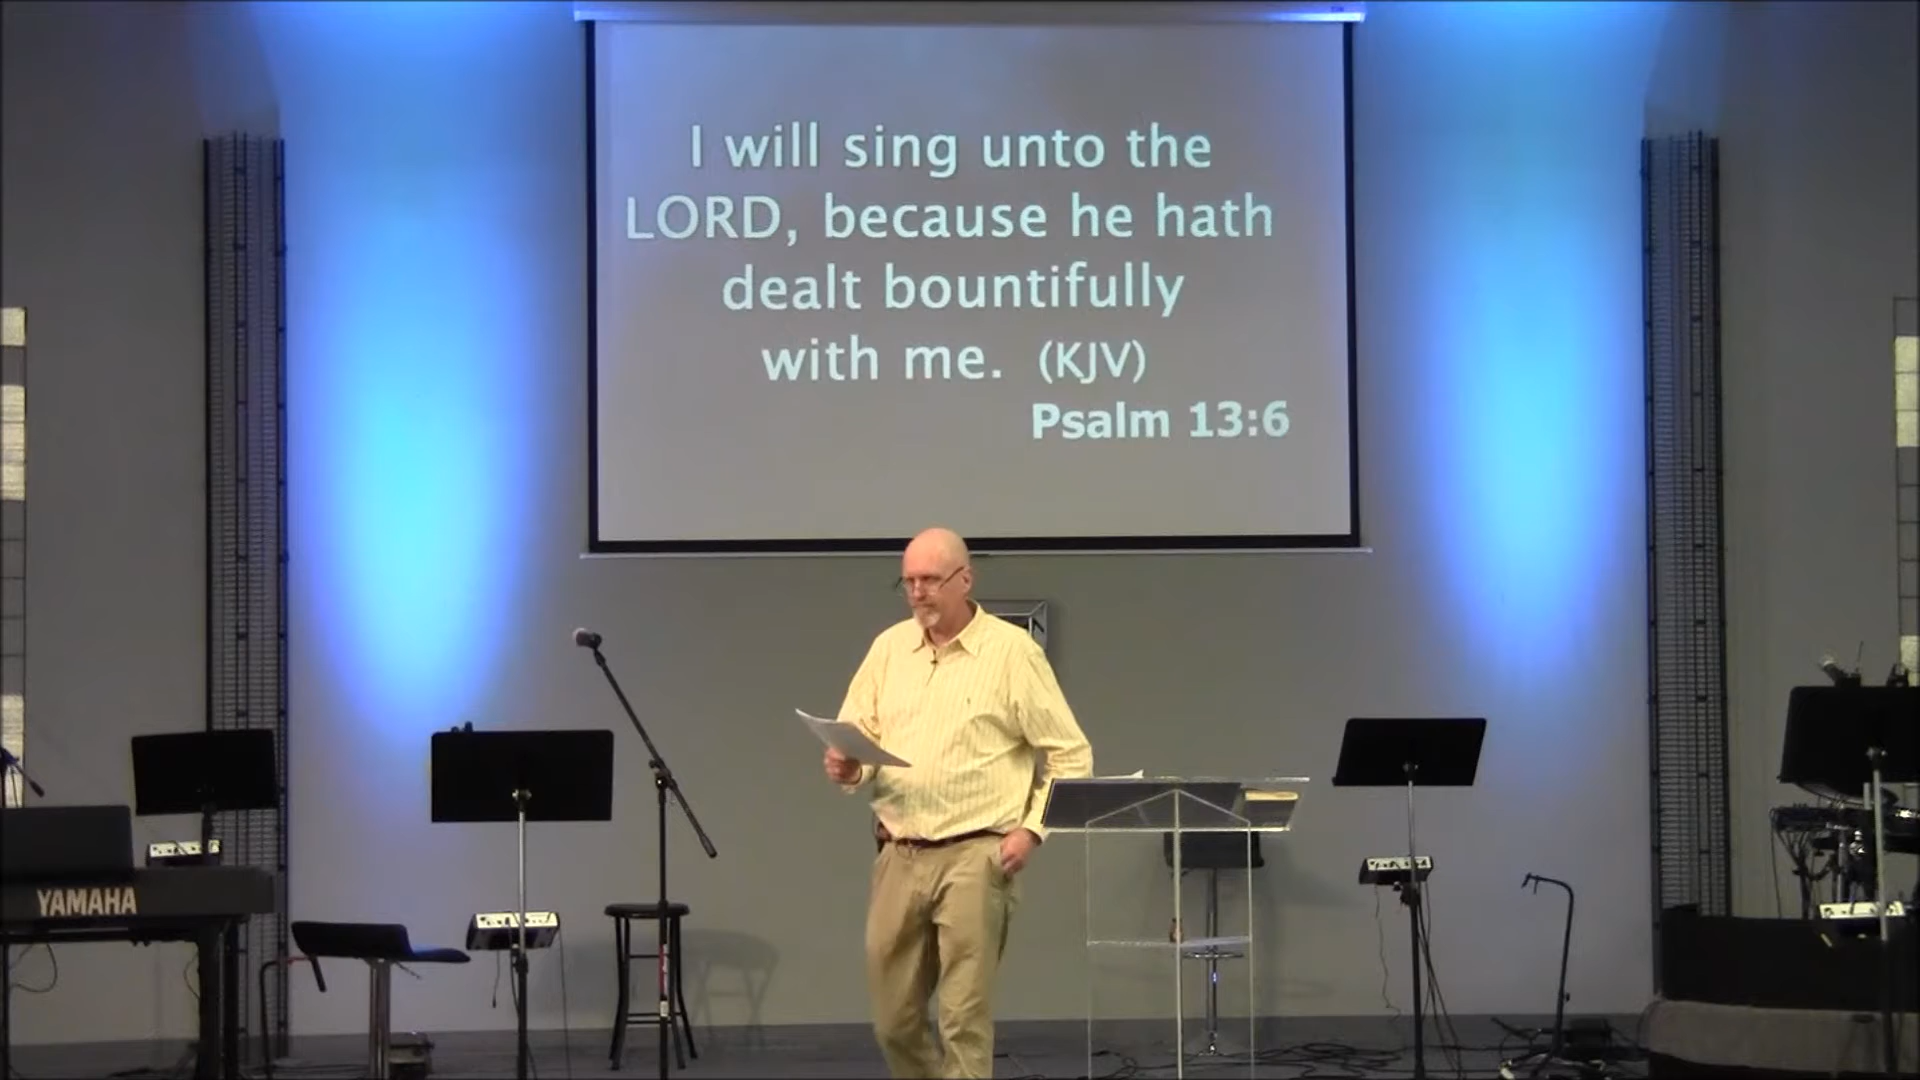 I will sing unto the
LORD, because he hath
dealt bountifully
with me. (KJV)
Psalm 13:6
YAMAHA